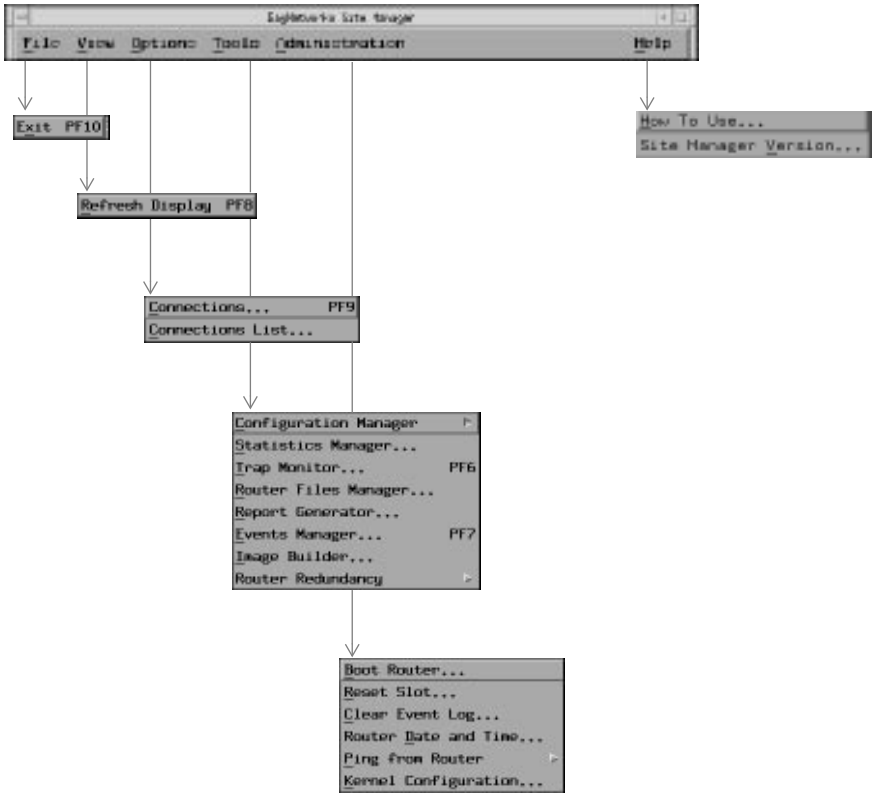 BayNetworks Site Manager
File View Options Tools Administration Help
Exit PF10
How To Use...
Site Manager Version...
Refresh Display PF8
Connections... PF9
Connections List...
Configuration Manager
Statistics Manager...
Trap Monitor... PF6
Router Files Manager...
Report Generator...
Events Manager... PF7
Image Builder...
Router Redundancy
Boot Router...
Reset Slot...
Clear Event Log...
Router Date and Time...
Ping from Router
Kernel Configuration...